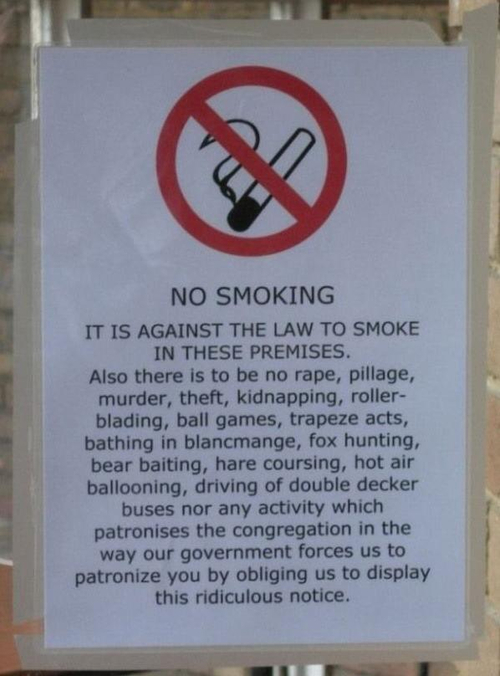 NO SMOKING
IT IS AGAINST THE LAW TO SMOKE
IN THESE PREMISES.
Also there is to be no rape, pillage,
murder, theft, kidnapping, roller-
blading, ball games, trapeze acts,
bathing in blancmange, fox hunting,
bear baiting, hare coursing, hot air
ballooning, driving of double decker
buses nor any activity which
patronises the congregation in the
way our government forces us to
patronize you by obliging us to display
this ridiculous notice.